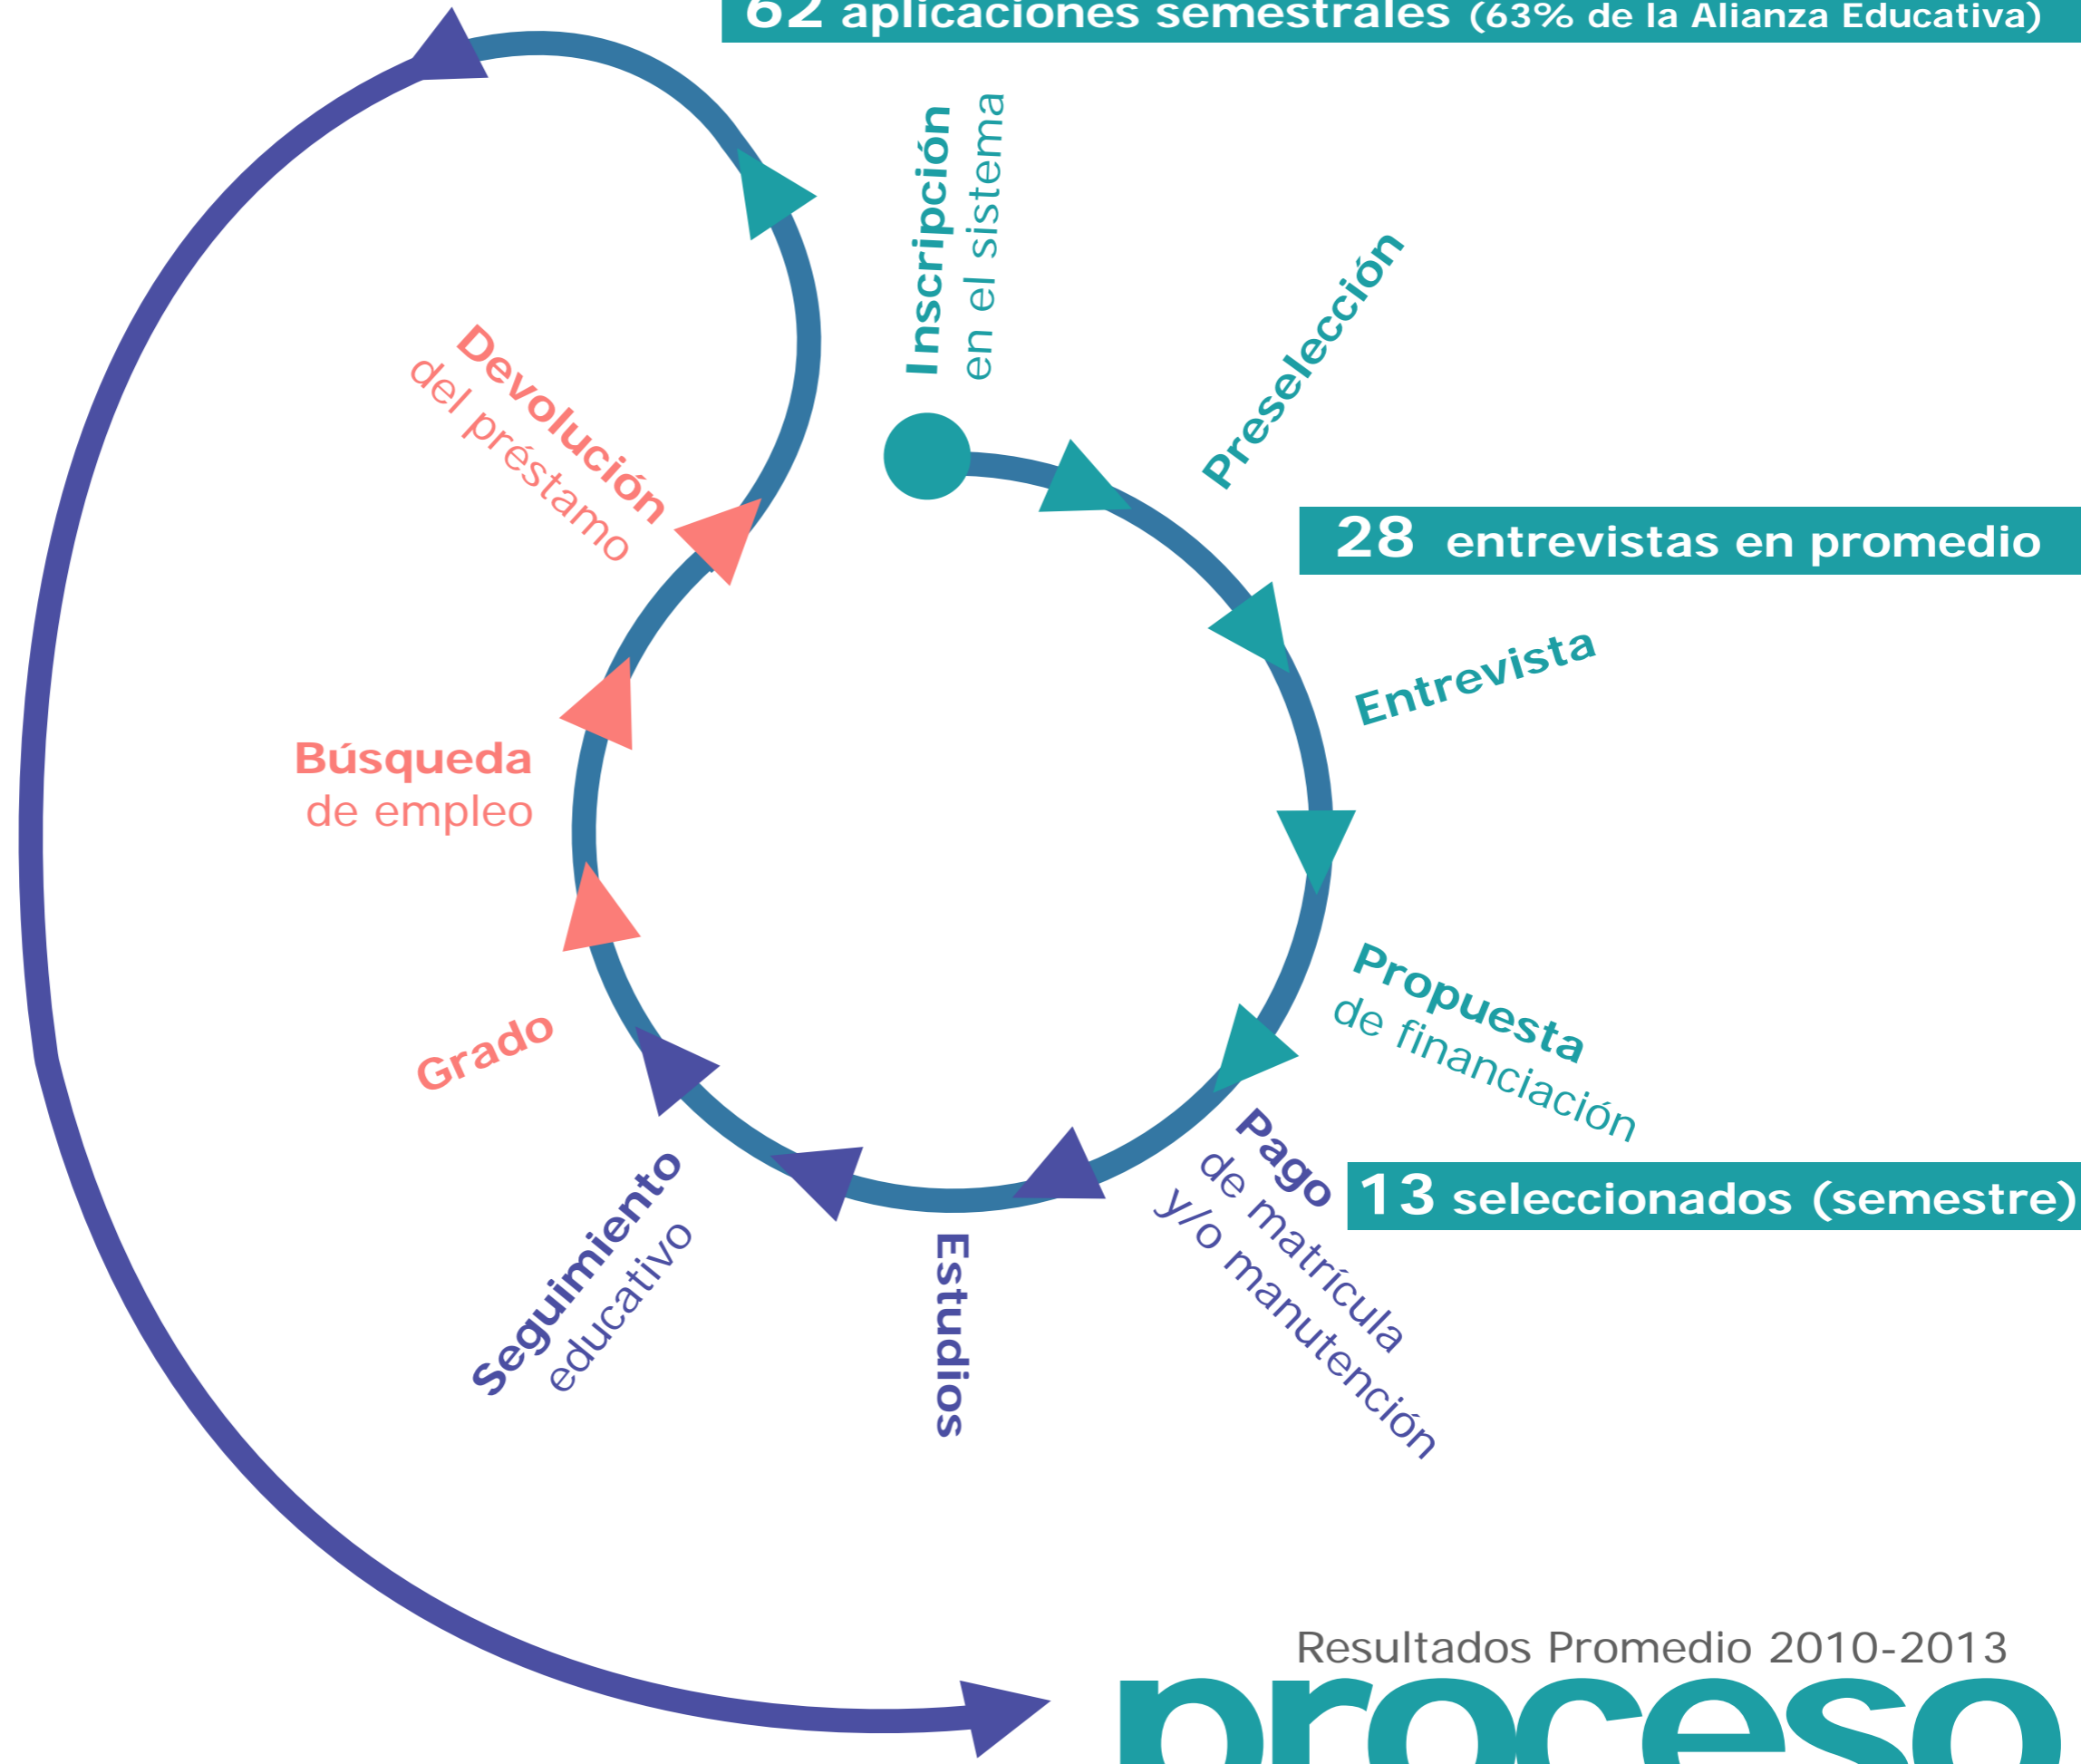 62 aplicaciones semestrales (63% de la Alianza Educativa)
Inscripción
en el sistema
Preselección
28 entrevistas en promedio
Entrevista
Propuesta
de financiación
13 seleccionados (semestre)
Pago
de matrícula
y/o manutención
Estudios
Seguimiento
educativo
Grado
Búsqueda
de empleo
Devolución
del préstamo
Resultados Promedio 2010-2013
proceso